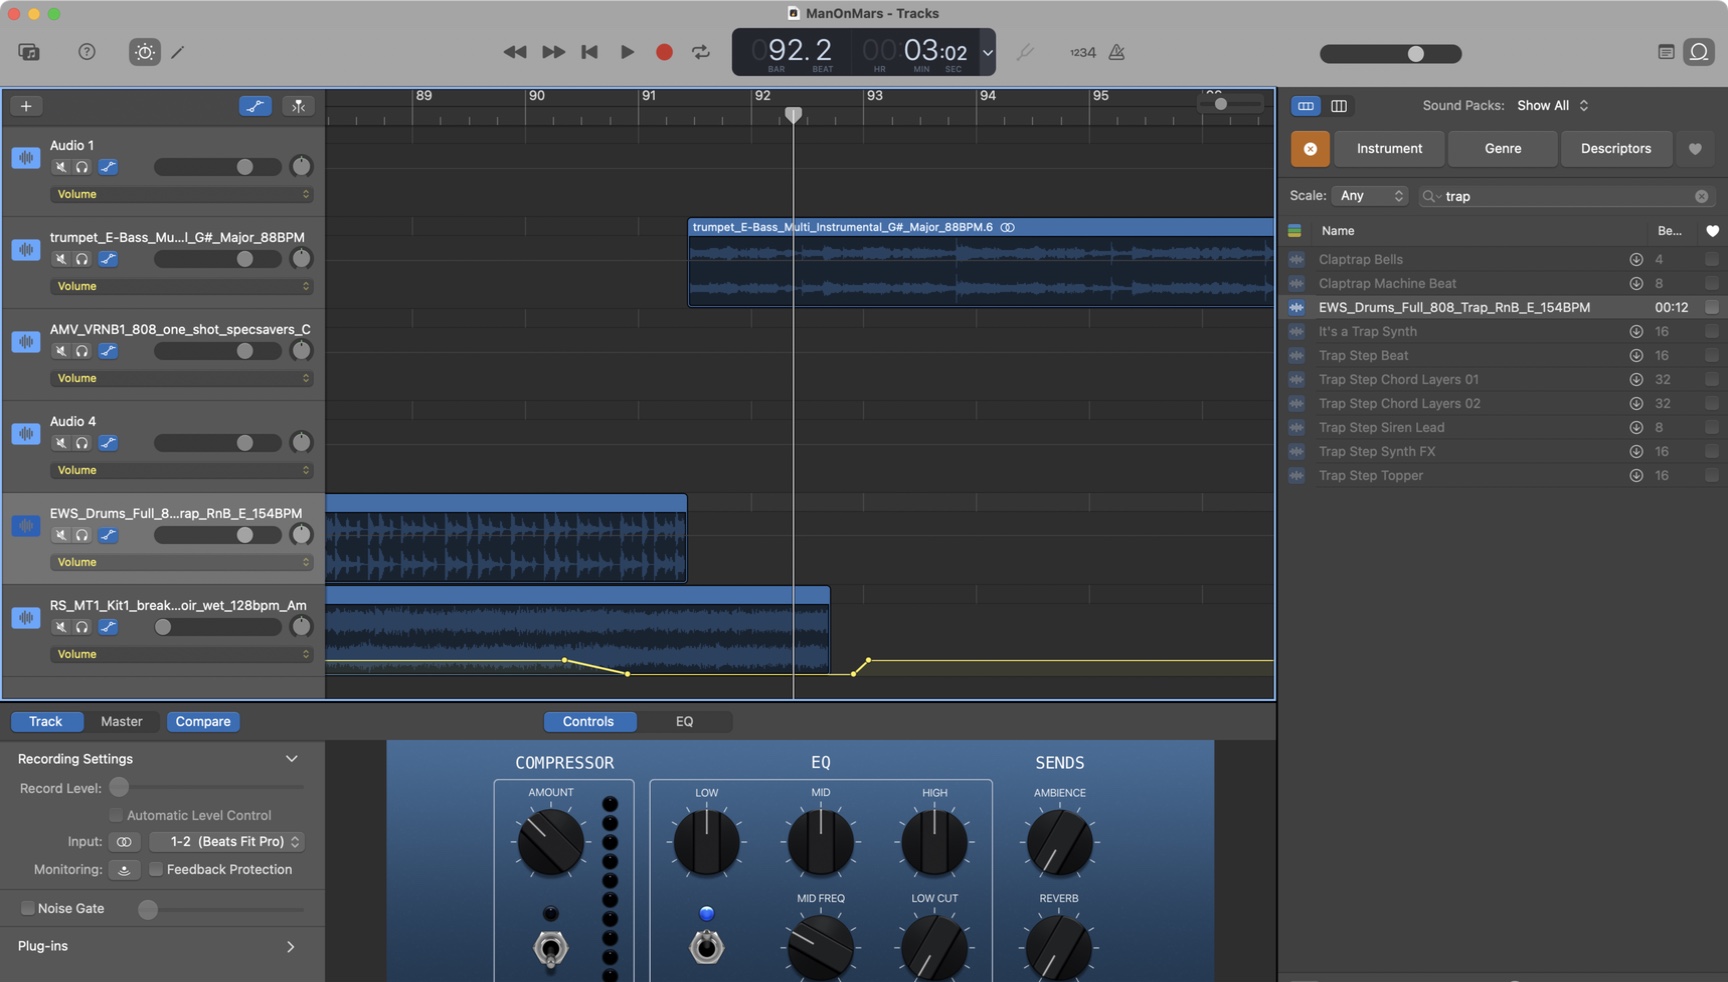 ManOnMars - Tracks
92.2
BAR BEAT
00:03:02
HR MIN SEC
1234
89 90 91 92 93 94 95 96
Audio 1
Volume
trumpet_E-Bass_Mu...l_G#_Major_88BPM
Volume
trumpet_E-Bass_Multi_Instrumental_G#_Major_88BPM.6
AMV_VRNB1_808_one_shot_specsavers_C
Volume
Audio 4
Volume
EWS_Drums_Full_8...rap_RnB_E_154BPM
Volume
RS_MT1_Kit1_break...oir_wet_128bpm_Am
Volume
Sound Packs: Show All
Instrument Genre Descriptors
Scale: Any trap
Name Be...
Claptrap Bells 4
Claptrap Machine Beat 8
EWS_Drums_Full_808_Trap_RnB_E_154BPM 00:12
It's a Trap Synth 16
Trap Step Beat 16
Trap Step Chord Layers 01 32
Trap Step Chord Layers 02 32
Trap Step Siren Lead 8
Trap Step Synth FX 16
Trap Step Topper 16
Track Master Compare
Controls EQ
Recording Settings
Record Level:
Automatic Level Control
Input: 1-2 (Beats Fit Pro)
Monitoring: Feedback Protection
Noise Gate
Plug-ins
COMPRESSOR EQ SENDS
AMOUNT LOW MID HIGH AMBIENCE
MID FREQ LOW CUT REVERB